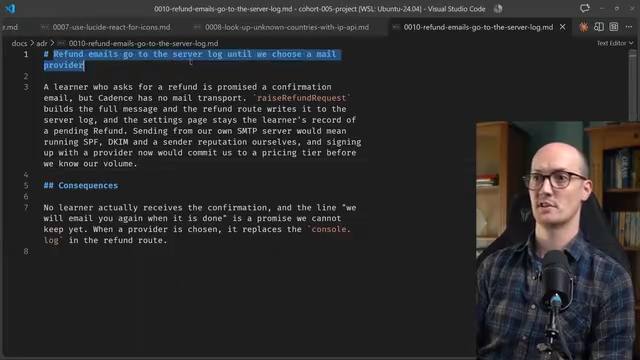 0010-refund-emails-go-to-the-server-log.md - cohort-005-project [WSL: Ubuntu-24.04] - Visual Studio Code
.md
0007-use-lucide-react-for-icons.md
0008-look-up-unknown-countries-with-ip-api.md
0010-refund-emails-go-to-the-server-log.md
docs > adr > 0010-refund-emails-go-to-the-server-log.md
Text Editor
1 # Refund emails go to the server log until we choose a mail
provider
2
3 A learner who asks for a refund is promised a confirmation
email, but Cadence has no mail transport. `raiseRefundRequest`
builds the full message and the refund route writes it to the
server log, and the settings page stays the learner's record of
a pending Refund. Sending from our own SMTP server would mean
running SPF, DKIM and a sender reputation ourselves, and signing
up with a provider now would commit us to a pricing tier before
we know our volume.
4
5 ## Consequences
6
7 No learner actually receives the confirmation, and the line "we
will email you again when it is done" is a promise we cannot
keep yet. When a provider is chosen, it replaces the `console.
log` in the refund route.
8